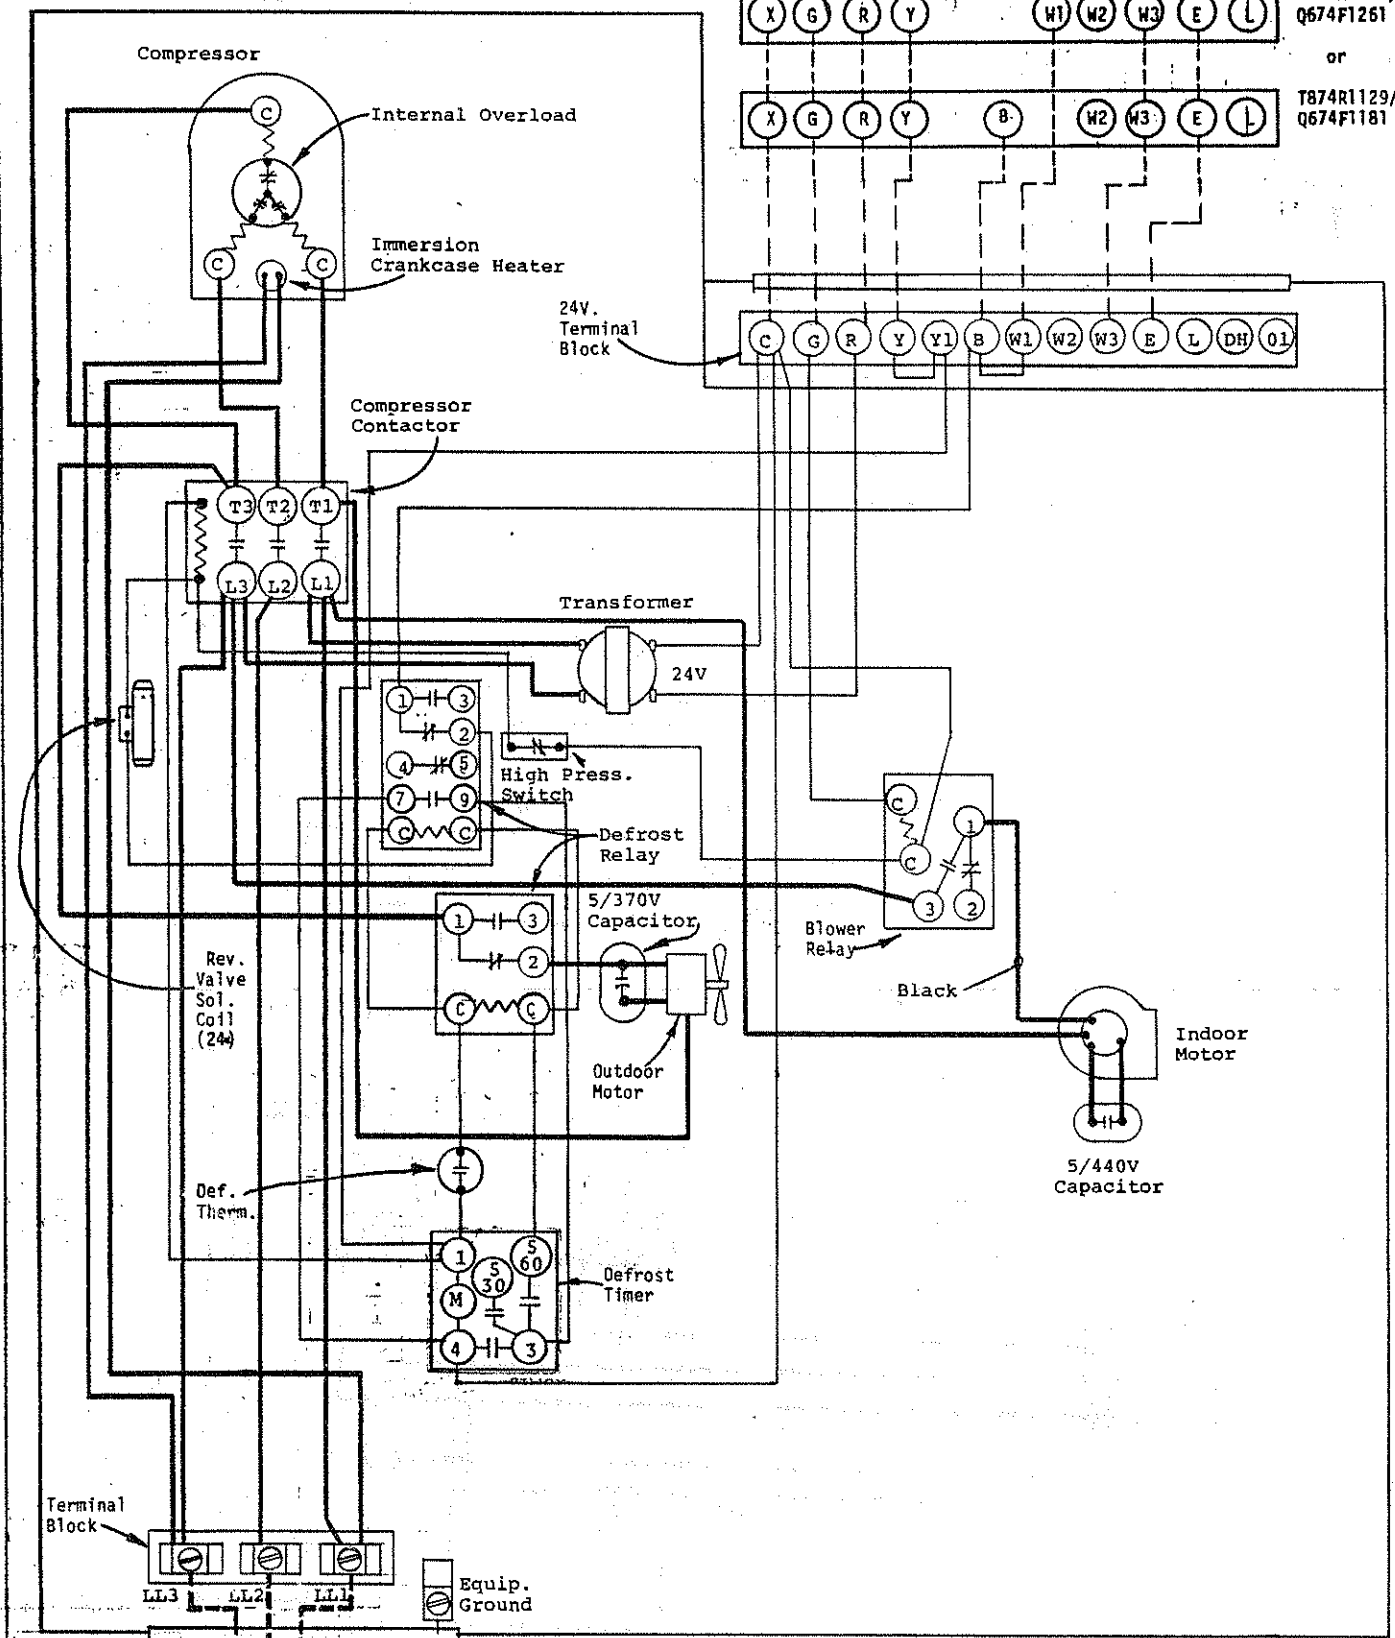 X G R Y W1 W2 W3 E L
Q674F1261
or
T874R1129/
Q674F1181
X G R Y B W2 W3 E L
Compressor
C
Internal Overload
Immersion
Crankcase Heater
C C
24V.
Terminal
Block
C G R Y Y1 B W1 W2 W3 E L DH 01
Compressor
Contactor
T3 T2 T1
L3 L2 L1
Transformer
24V
1 3
2
4 5
7 9
C C
High Press.
Switch
Defrost
Relay
C
1
C
3 2
Blower
Relay
5/370V
Capacitor
1 3
2
C C
Rev.
Valve
Sol.
Coil
Black
Outdoor
Motor
Indoor
Motor
5/440V
Capacitor
Def.
Therm.
1
S
60
S
30
M
4 3
Defrost
Timer
Terminal
Block
LL3 LL2 LL1
Equip.
Ground